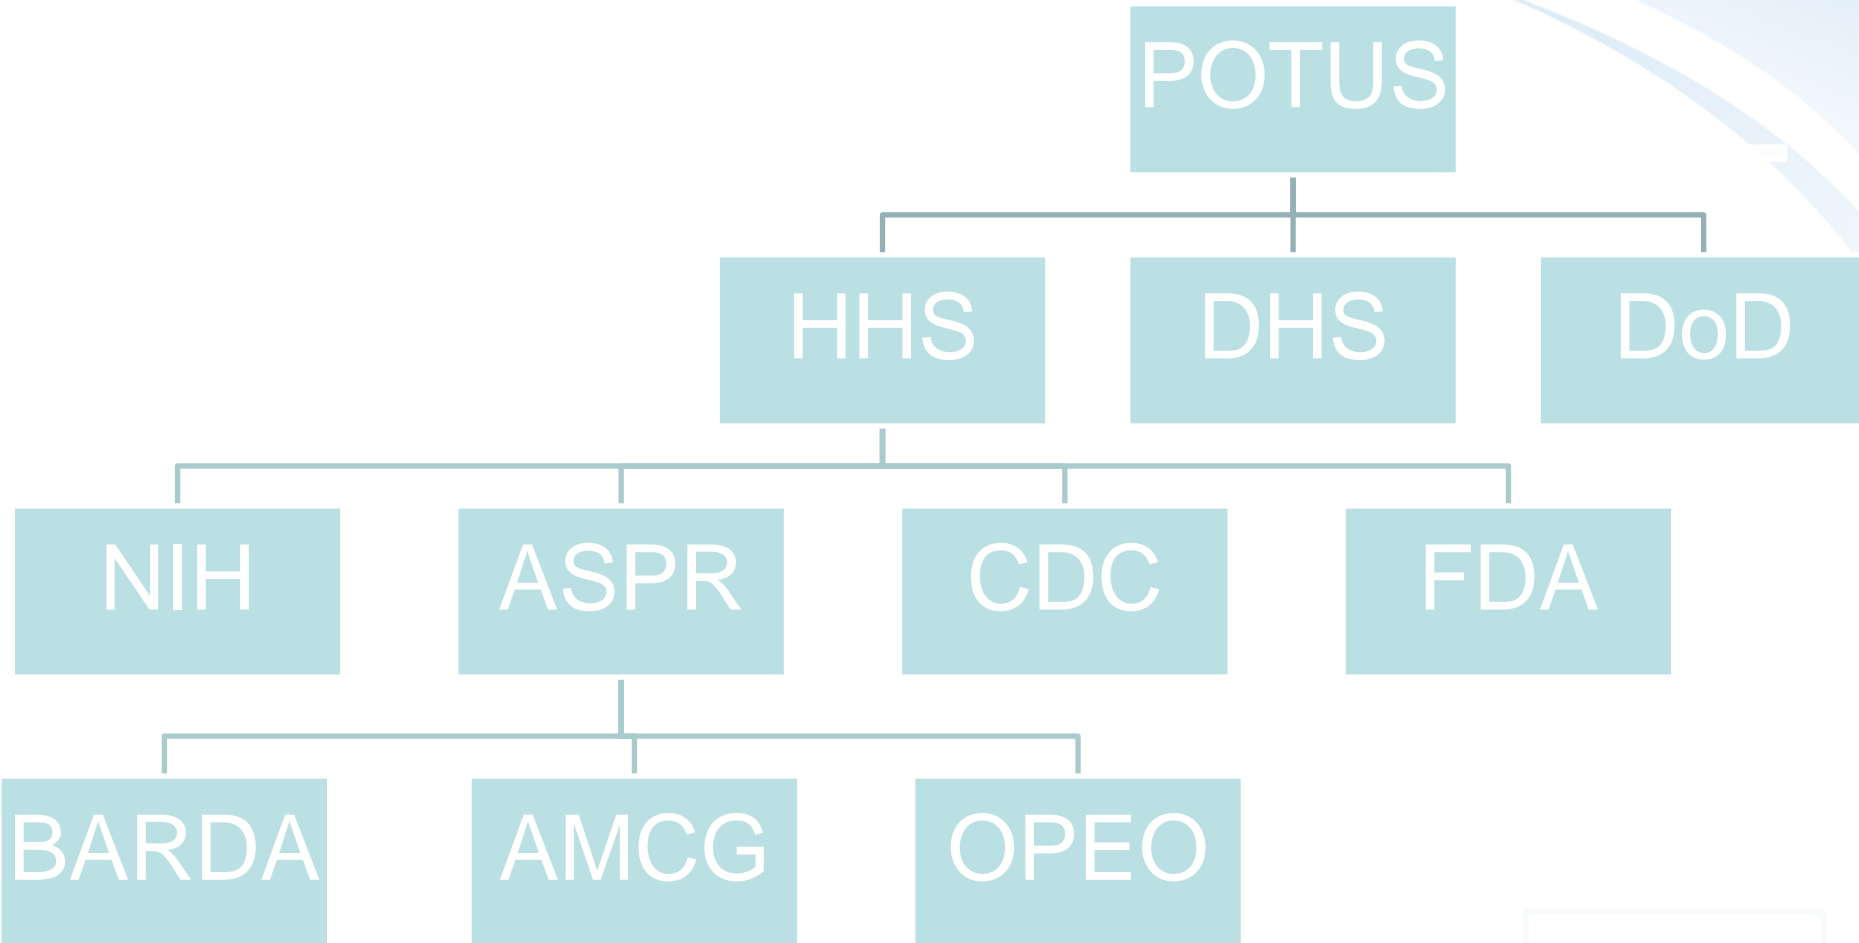 POTUS
HHS
DHS
DoD
NIH
ASPR
CDC
FDA
BARDA
AMCG
OPEO